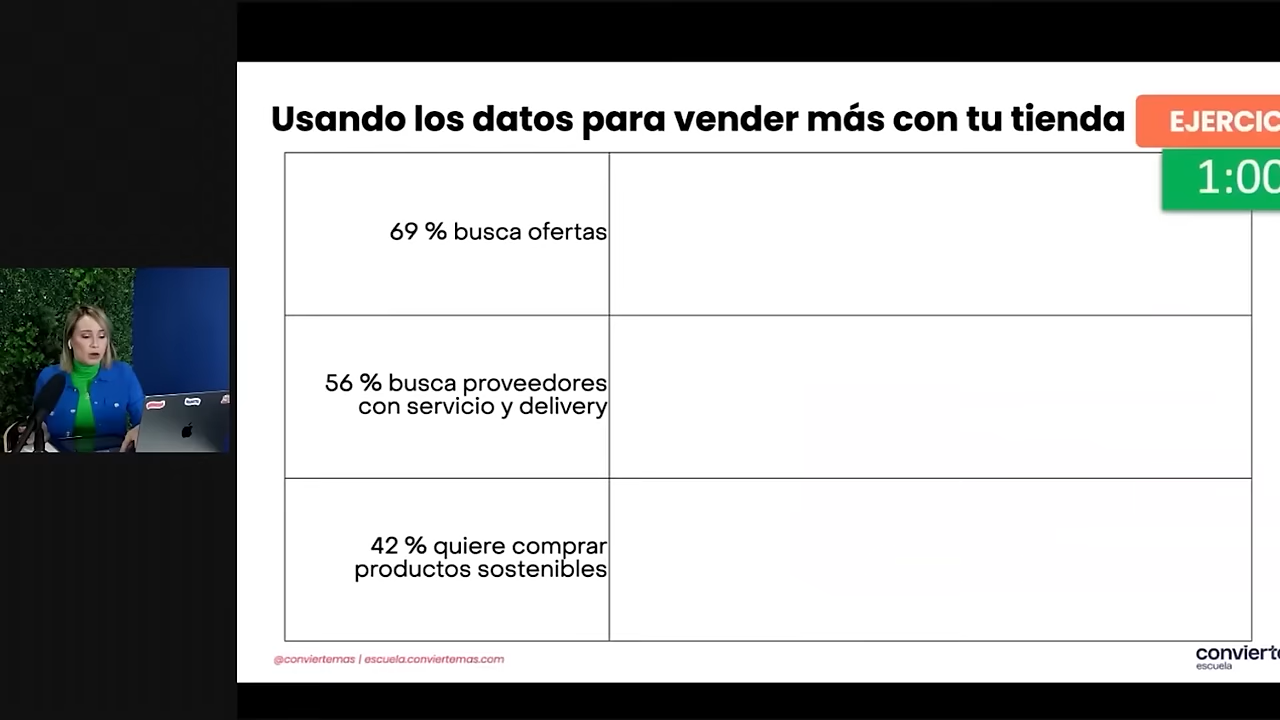 Usando los datos para vender más con tu tienda
EJERCIC
1:00
69 % busca ofertas
56 % busca proveedores
con servicio y delivery
42 % quiere comprar
productos sostenibles
@conviertemas | escuela.conviertemas.com
convierte
escuela